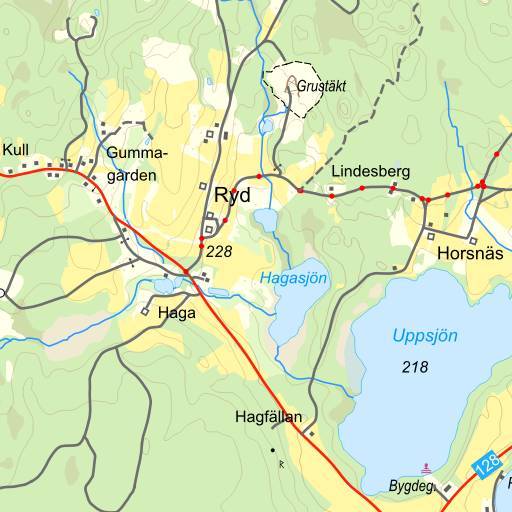 Grustäkt
Kull
Gumma-
gården
Lindesberg
Ryd
228
Horsnäs
Hagasjön
Haga
Uppsjön
218
Hagfällan
R
128
Bygdeg.